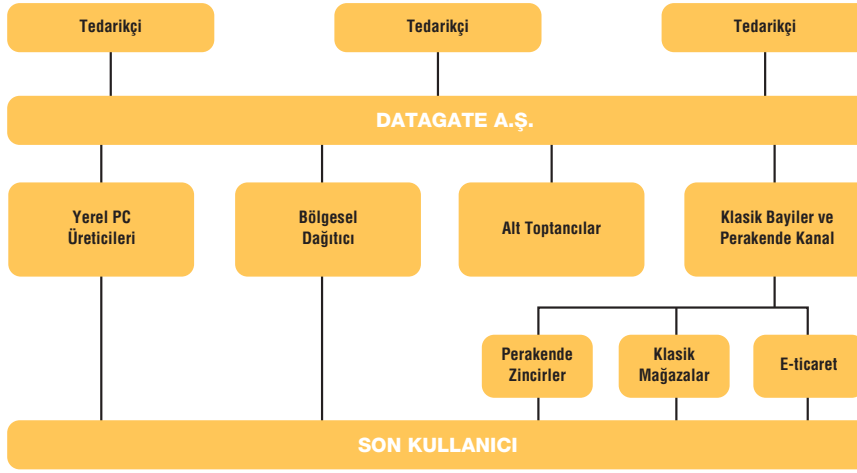 Tedarikçi
Tedarikçi
Tedarikçi
DATAGATE A.Ş.
Yerel PC
Üreticileri
Bölgesel
Dağıtıcı
Alt Toptancılar
Klasik Bayiler ve
Perakende Kanal
Perakende
Zincirler
Klasik
Mağazalar
E-ticaret
SON KULLANICI